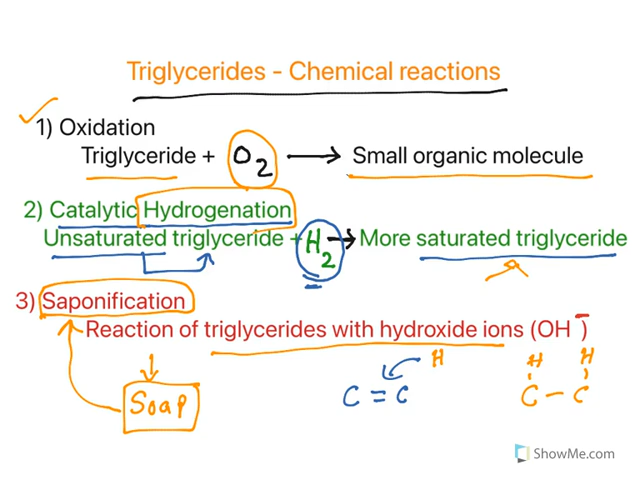 Triglycerides - Chemical reactions
1) Oxidation
Triglyceride + O2 → Small organic molecule
2) Catalytic Hydrogenation
Unsaturated triglyceride + H2 → More saturated triglyceride
3) Saponification
Reaction of triglycerides with hydroxide ions (OH⁻)
Soap
C = C
H
H H
C - C
ShowMe.com